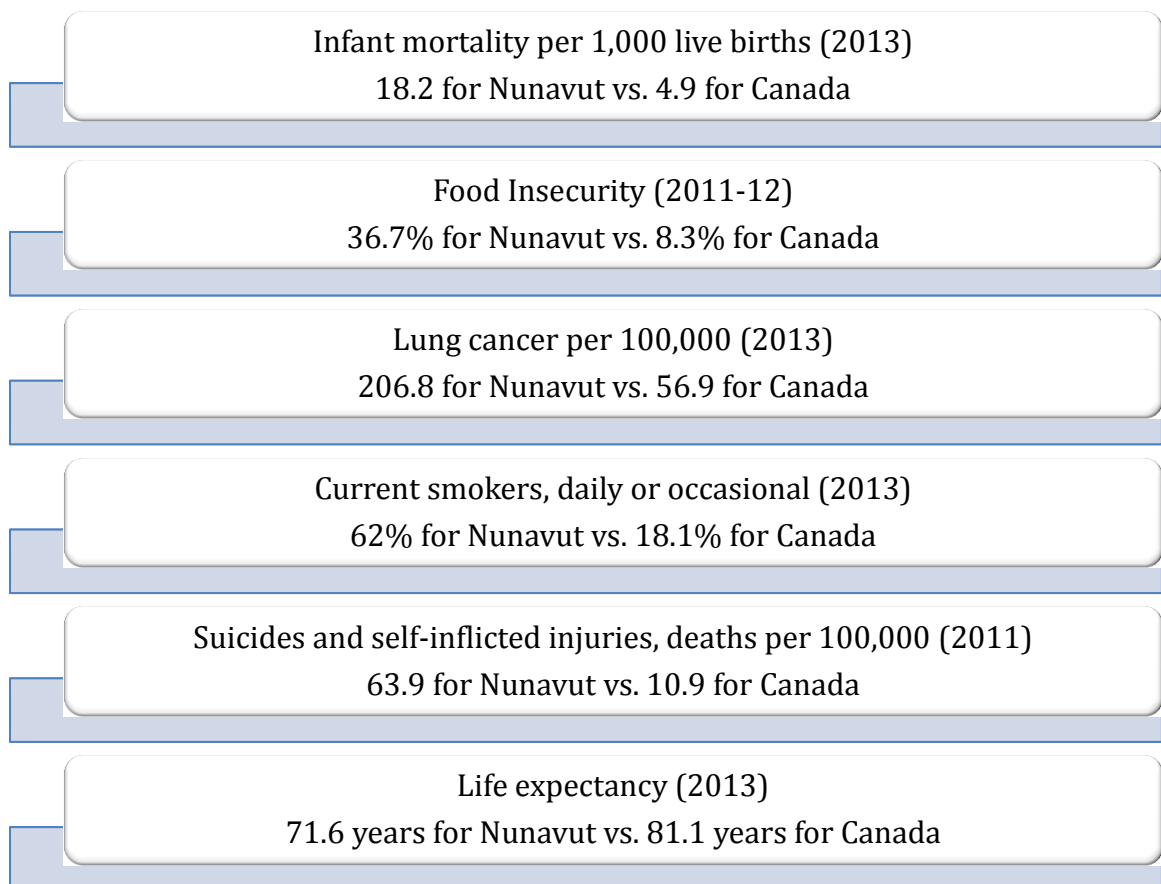 Infant mortality per 1,000 live births (2013)
18.2 for Nunavut vs. 4.9 for Canada
Food Insecurity (2011-12)
36.7% for Nunavut vs. 8.3% for Canada
Lung cancer per 100,000 (2013)
206.8 for Nunavut vs. 56.9 for Canada
Current smokers, daily or occasional (2013)
62% for Nunavut vs. 18.1% for Canada
Suicides and self-inflicted injuries, deaths per 100,000 (2011)
63.9 for Nunavut vs. 10.9 for Canada
Life expectancy (2013)
71.6 years for Nunavut vs. 81.1 years for Canada